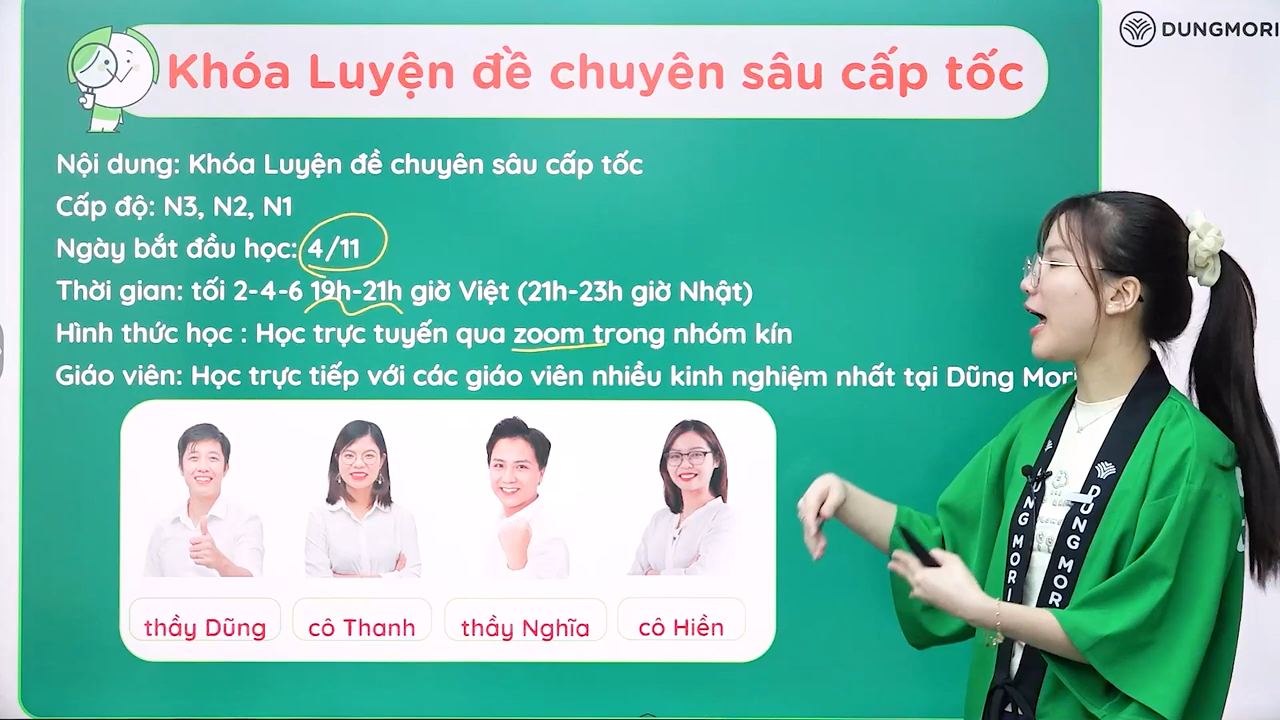 DUNGMORI
Khóa Luyện đề chuyên sâu cấp tốc
Nội dung: Khóa Luyện đề chuyên sâu cấp tốc
Cấp độ: N3, N2, N1
Ngày bắt đầu học: 4/11
Thời gian: tối 2-4-6 19h-21h giờ Việt (21h-23h giờ Nhật)
Hình thức học : Học trực tuyến qua zoom trong nhóm kín
Giáo viên: Học trực tiếp với các giáo viên nhiều kinh nghiệm nhất tại Dũng Mori
thầy Dũng
cô Thanh
thầy Nghĩa
cô Hiền
DUNG MORI
DUNG MORI